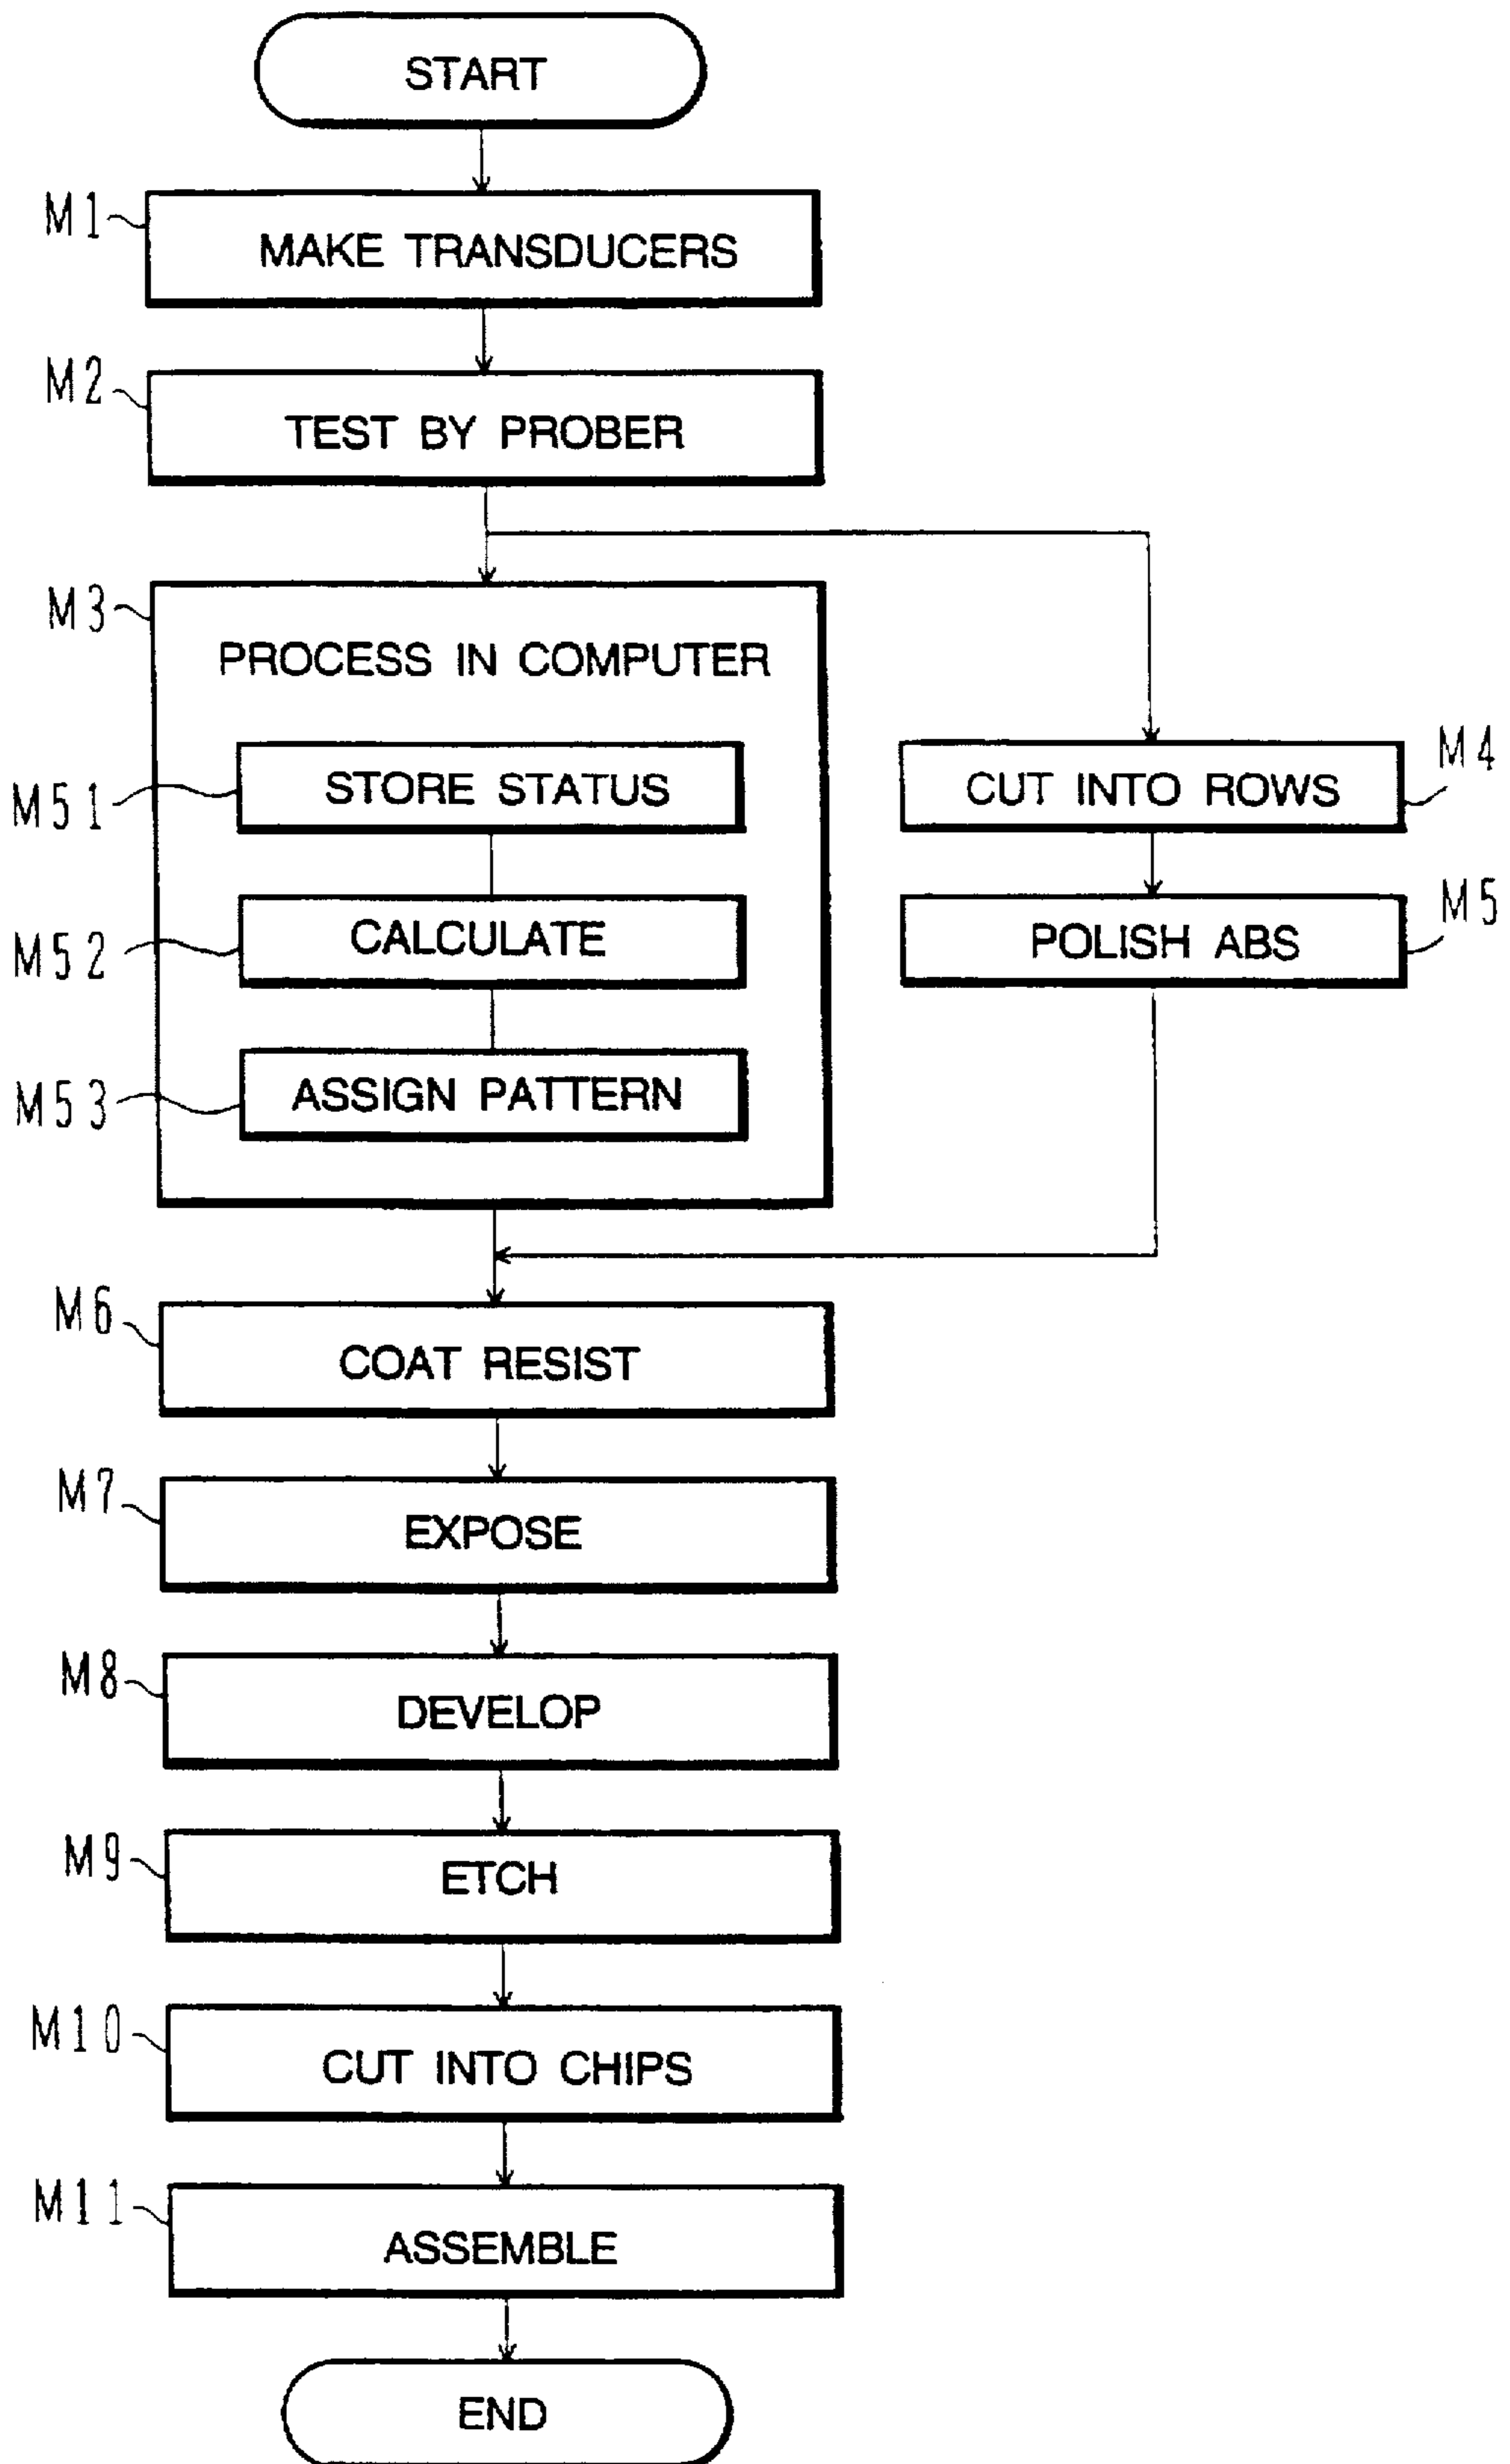 START
M1
MAKE TRANSDUCERS
M2
TEST BY PROBER
M3
PROCESS IN COMPUTER
M51
STORE STATUS
M52
CALCULATE
M53
ASSIGN PATTERN
M4
CUT INTO ROWS
M5
POLISH ABS
M6
COAT RESIST
M7
EXPOSE
M8
DEVELOP
M9
ETCH
M10
CUT INTO CHIPS
M11
ASSEMBLE
END